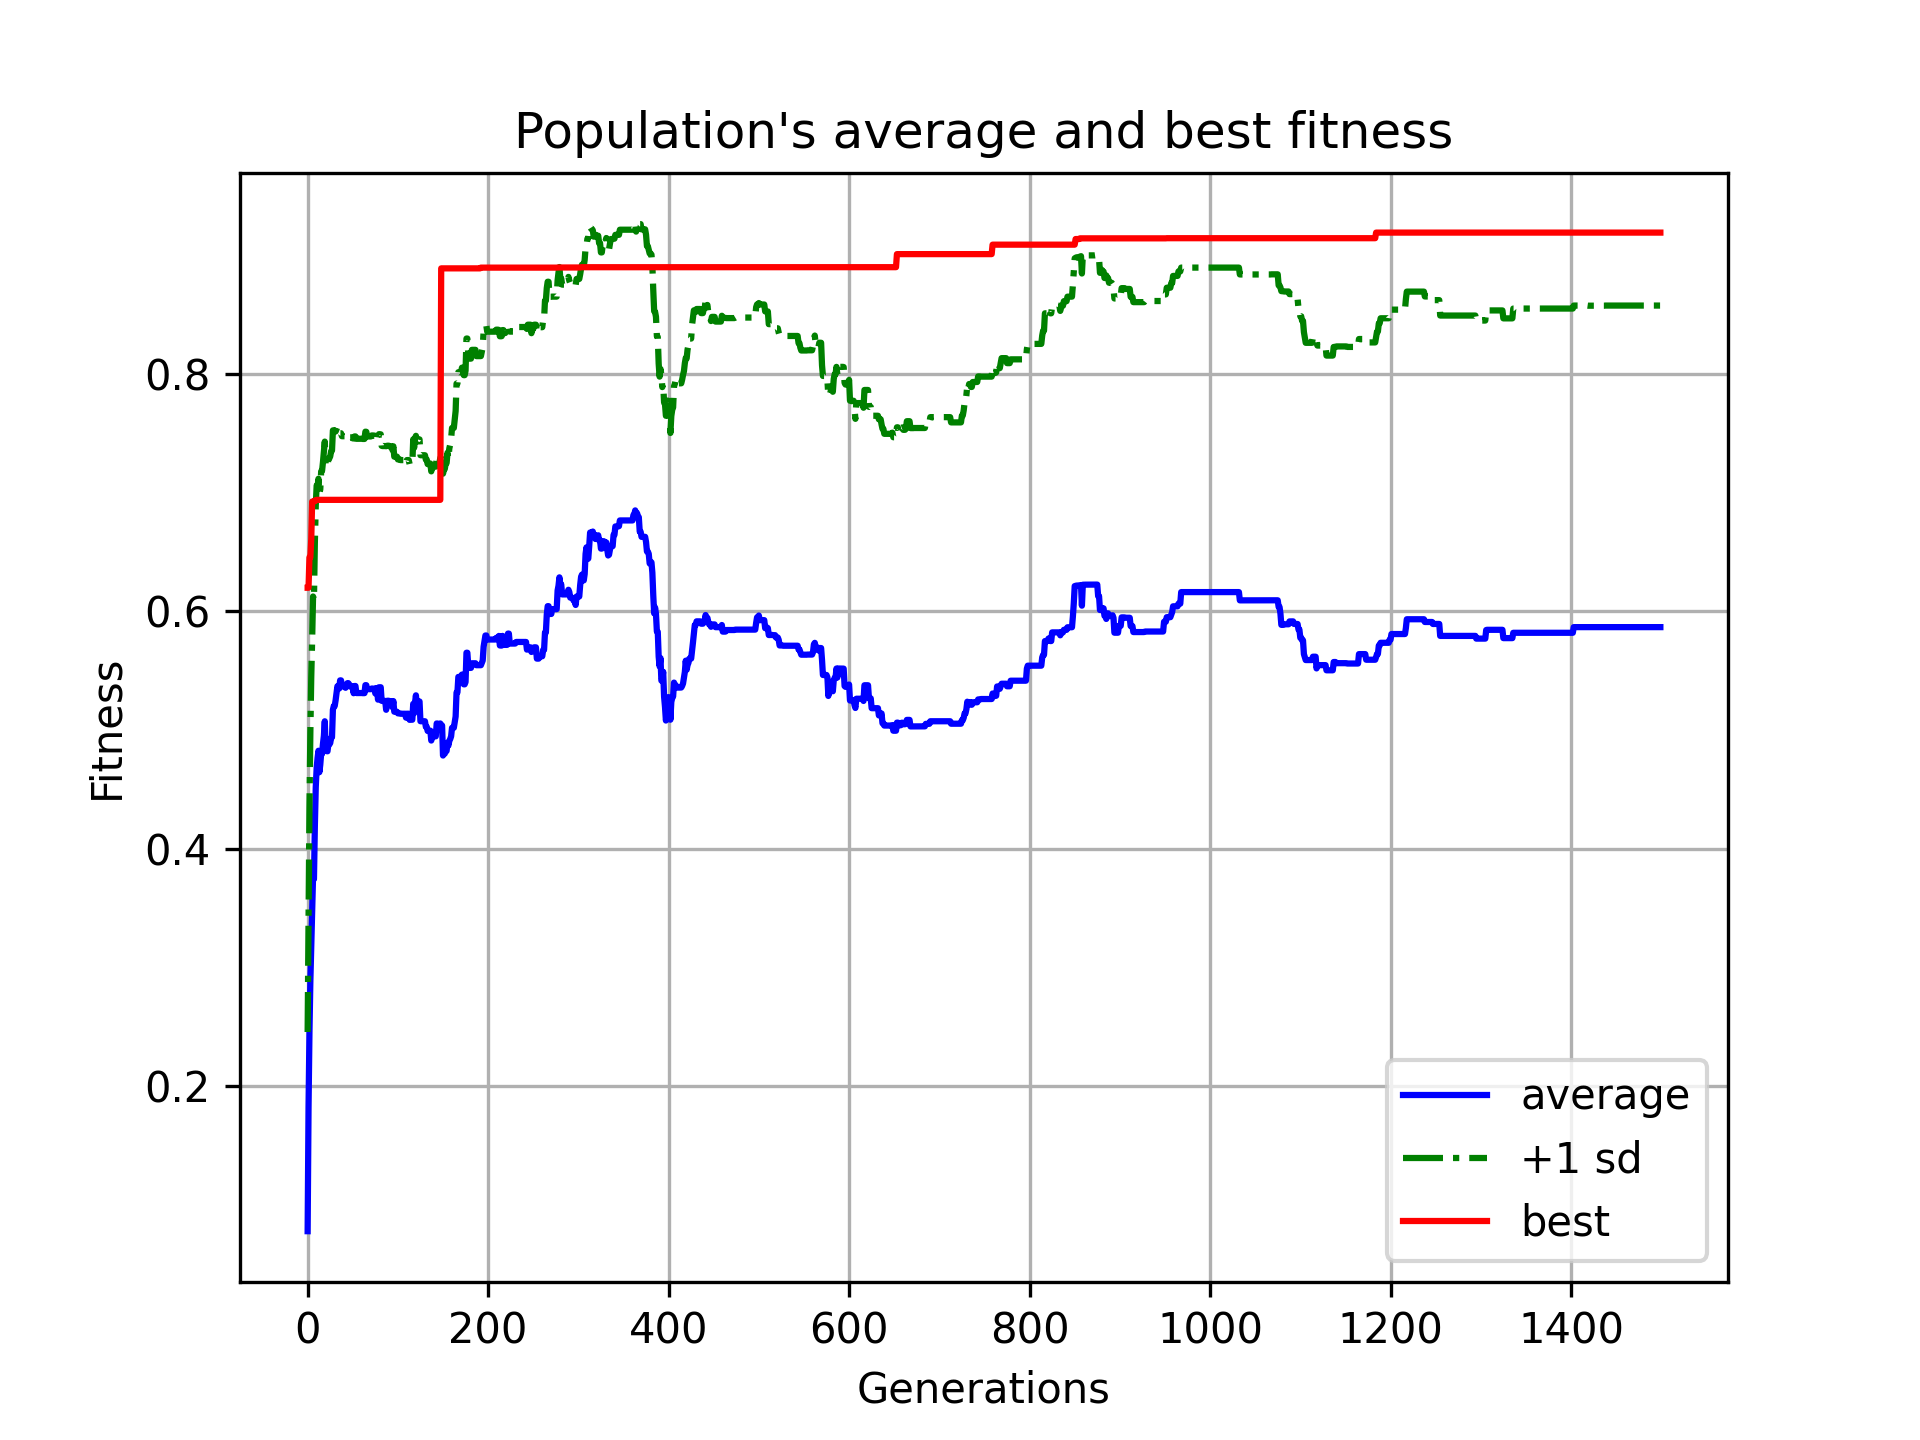 Population's average and best fitness
Fitness
0.8
0.6
0.4
0.2
0 200 400 600 800 1000 1200 1400
Generations
average
+1 sd
best